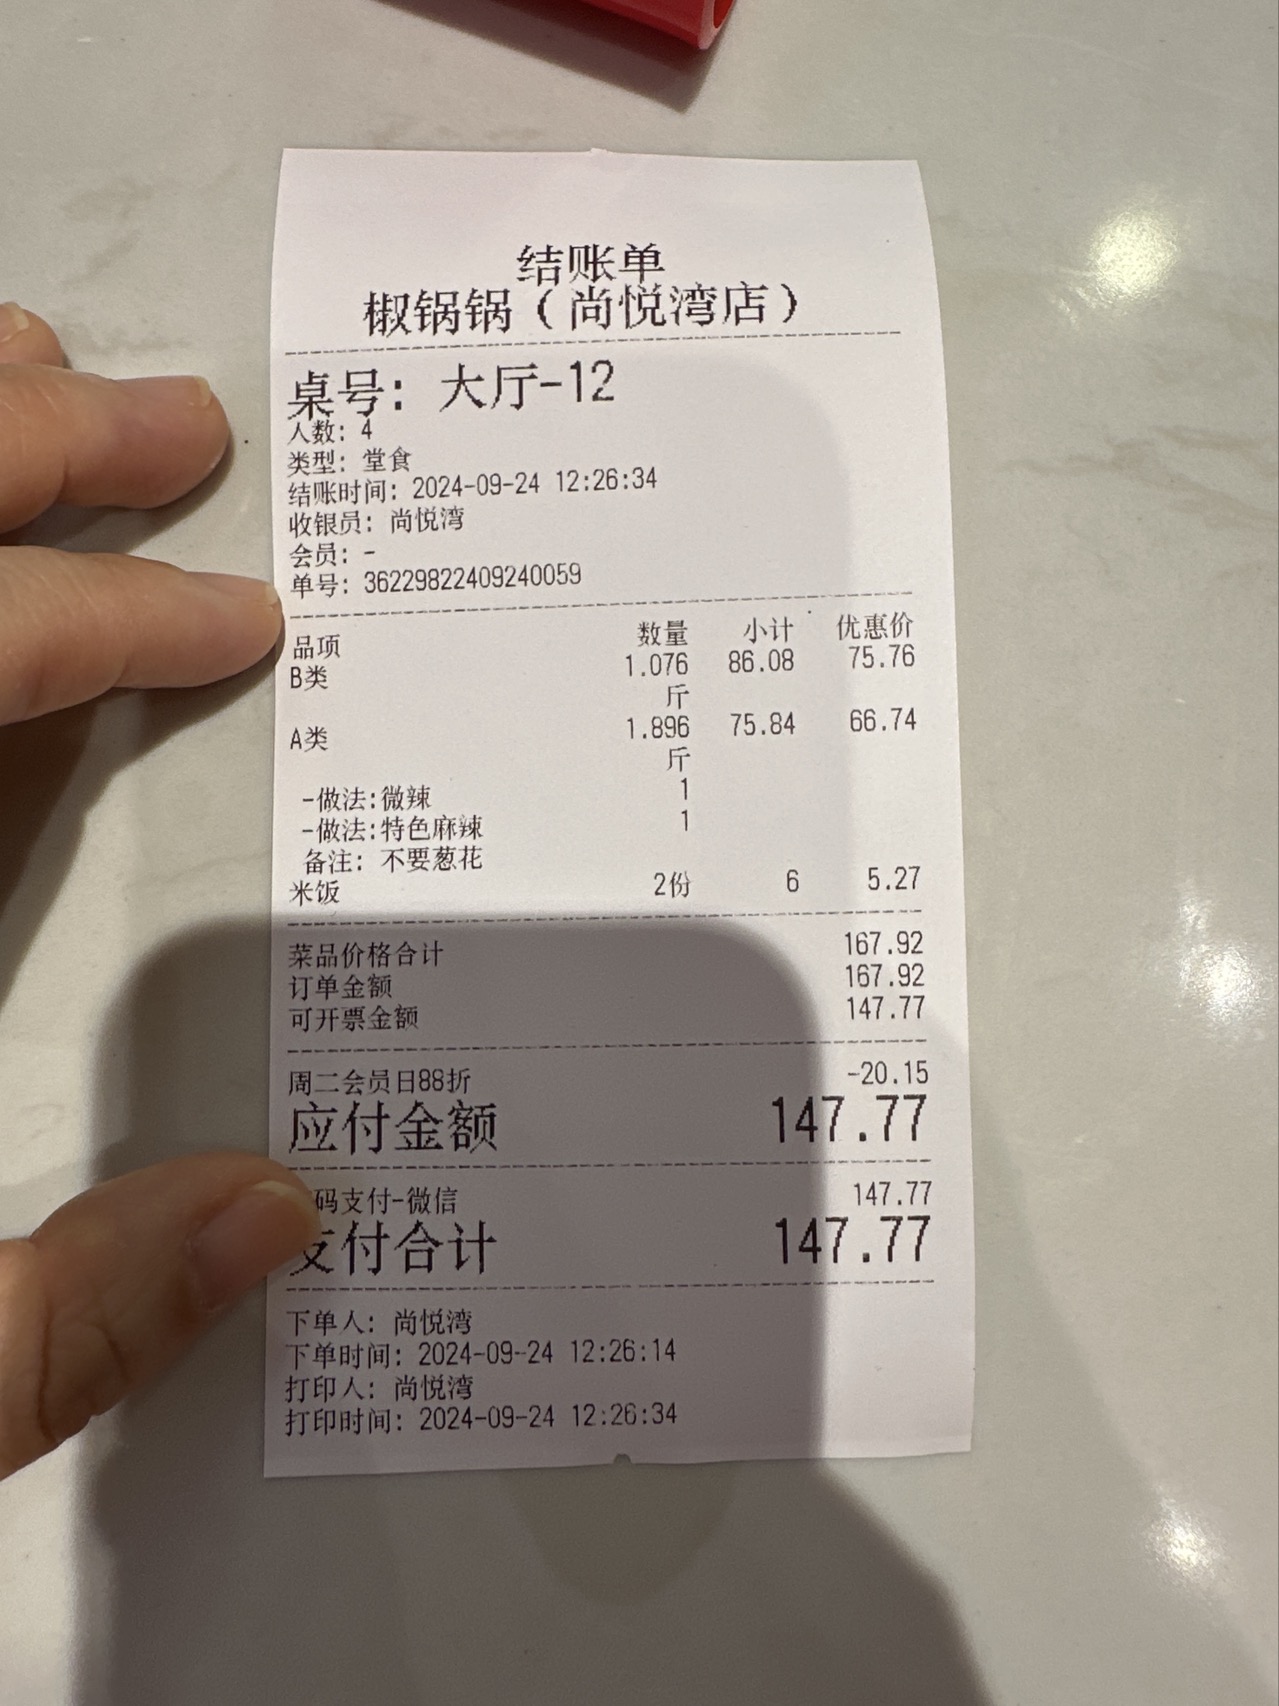 结账单
椒锅锅（尚悦湾店）
桌号: 大厅-12
人数: 4
类型: 堂食
结账时间: 2024-09-24 12:26:34
收银员: 尚悦湾
会员: -
单号: 36229822409240059
品项 数量 小计 优惠价
B类 1.076 86.08 75.76
斤
A类 1.896 75.84 66.74
斤
-做法:微辣 1
-做法:特色麻辣 1
备注: 不要葱花
米饭 2份 6 5.27
菜品价格合计 167.92
订单金额 167.92
可开票金额 147.77
周二会员日88折 -20.15
应付金额 147.77
码支付-微信 147.77
支付合计 147.77
下单人: 尚悦湾
下单时间: 2024-09-24 12:26:14
打印人: 尚悦湾
打印时间: 2024-09-24 12:26:34